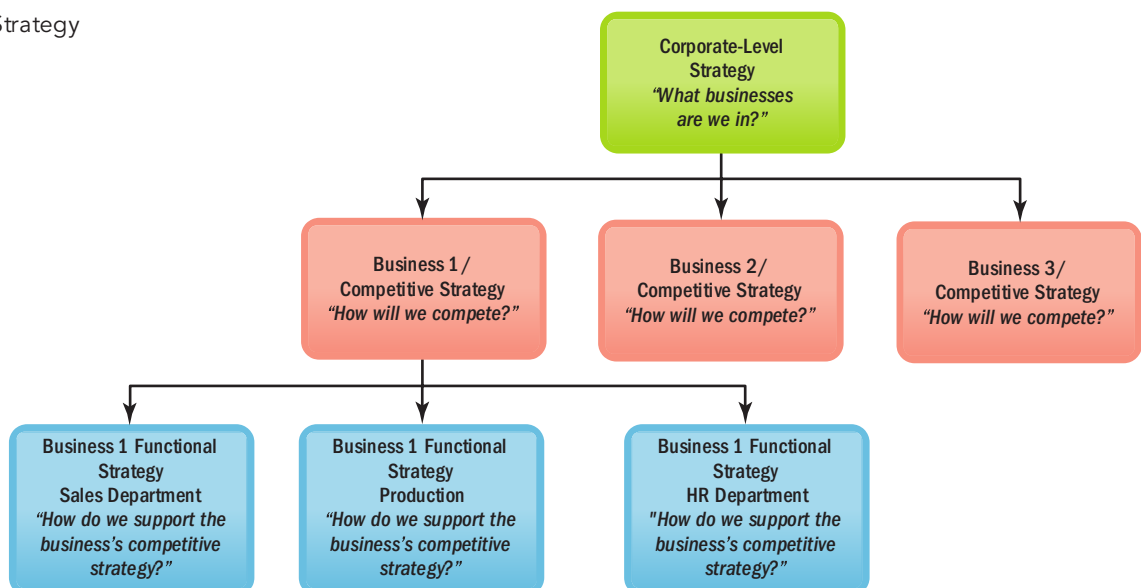 Strategy
Corporate-Level
Strategy
“What businesses
are we in?”
Business 1/
Competitive Strategy
“How will we compete?”
Business 2/
Competitive Strategy
“How will we compete?”
Business 3/
Competitive Strategy
“How will we compete?”
Business 1 Functional
Strategy
Sales Department
“How do we support the
business’s competitive
strategy?”
Business 1 Functional
Strategy
Production
“How do we support the
business’s competitive
strategy?”
Business 1 Functional
Strategy
HR Department
"How do we support the
business’s competitive
strategy?”